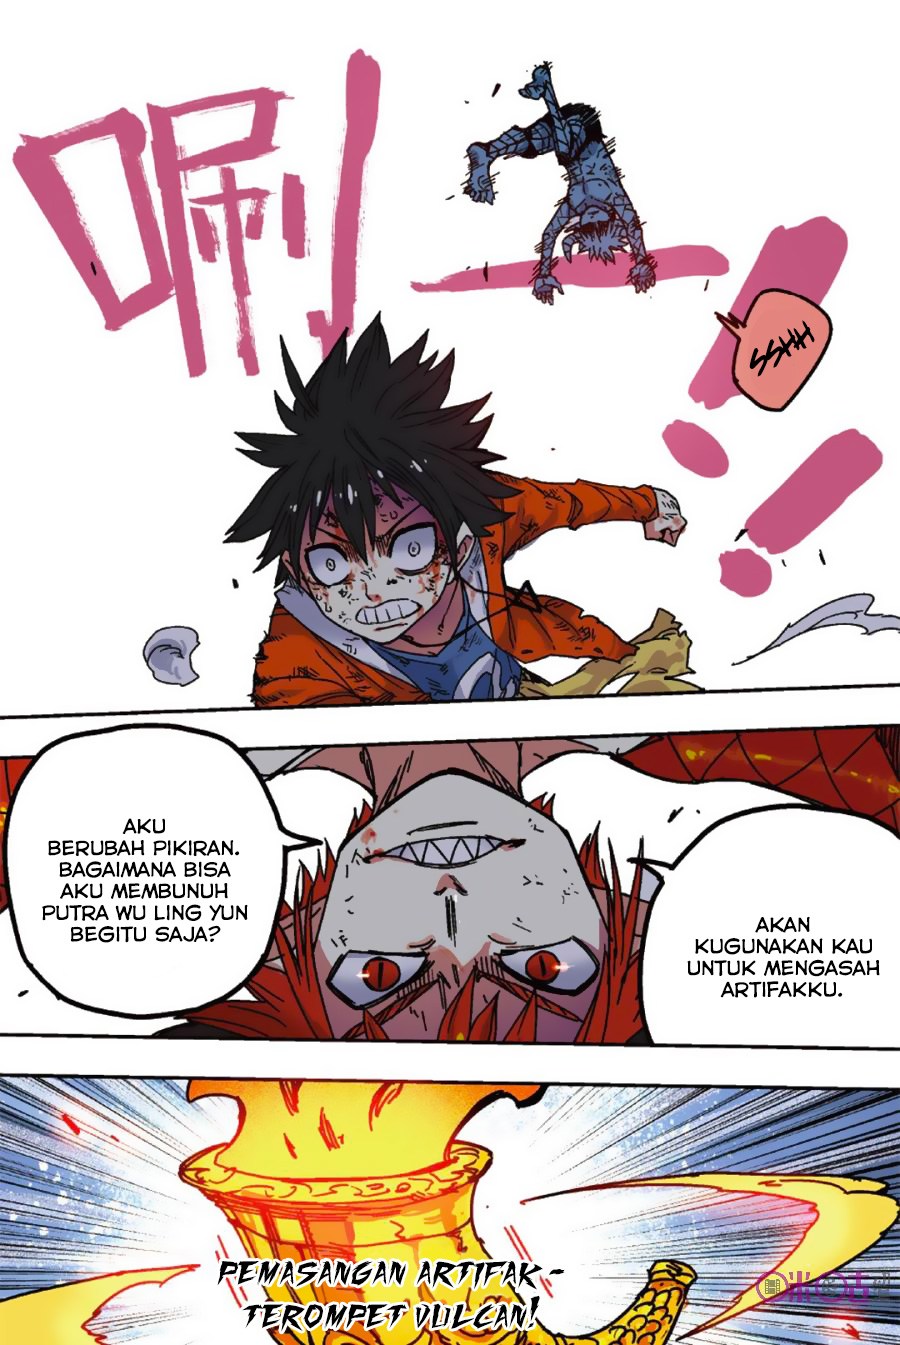 唰！
SSHH
AKU
BERUBAH PIKIRAN.
BAGAIMANA BISA
AKU MEMBUNUH
PUTRA WU LING YUN
BEGITU SAJA?
AKAN
KUGUNAKAN KAU
UNTUK MENGASAH
ARTIFAKKU.
PEMASANGAN ARTIFAK -
TEROMPET VULCAN!